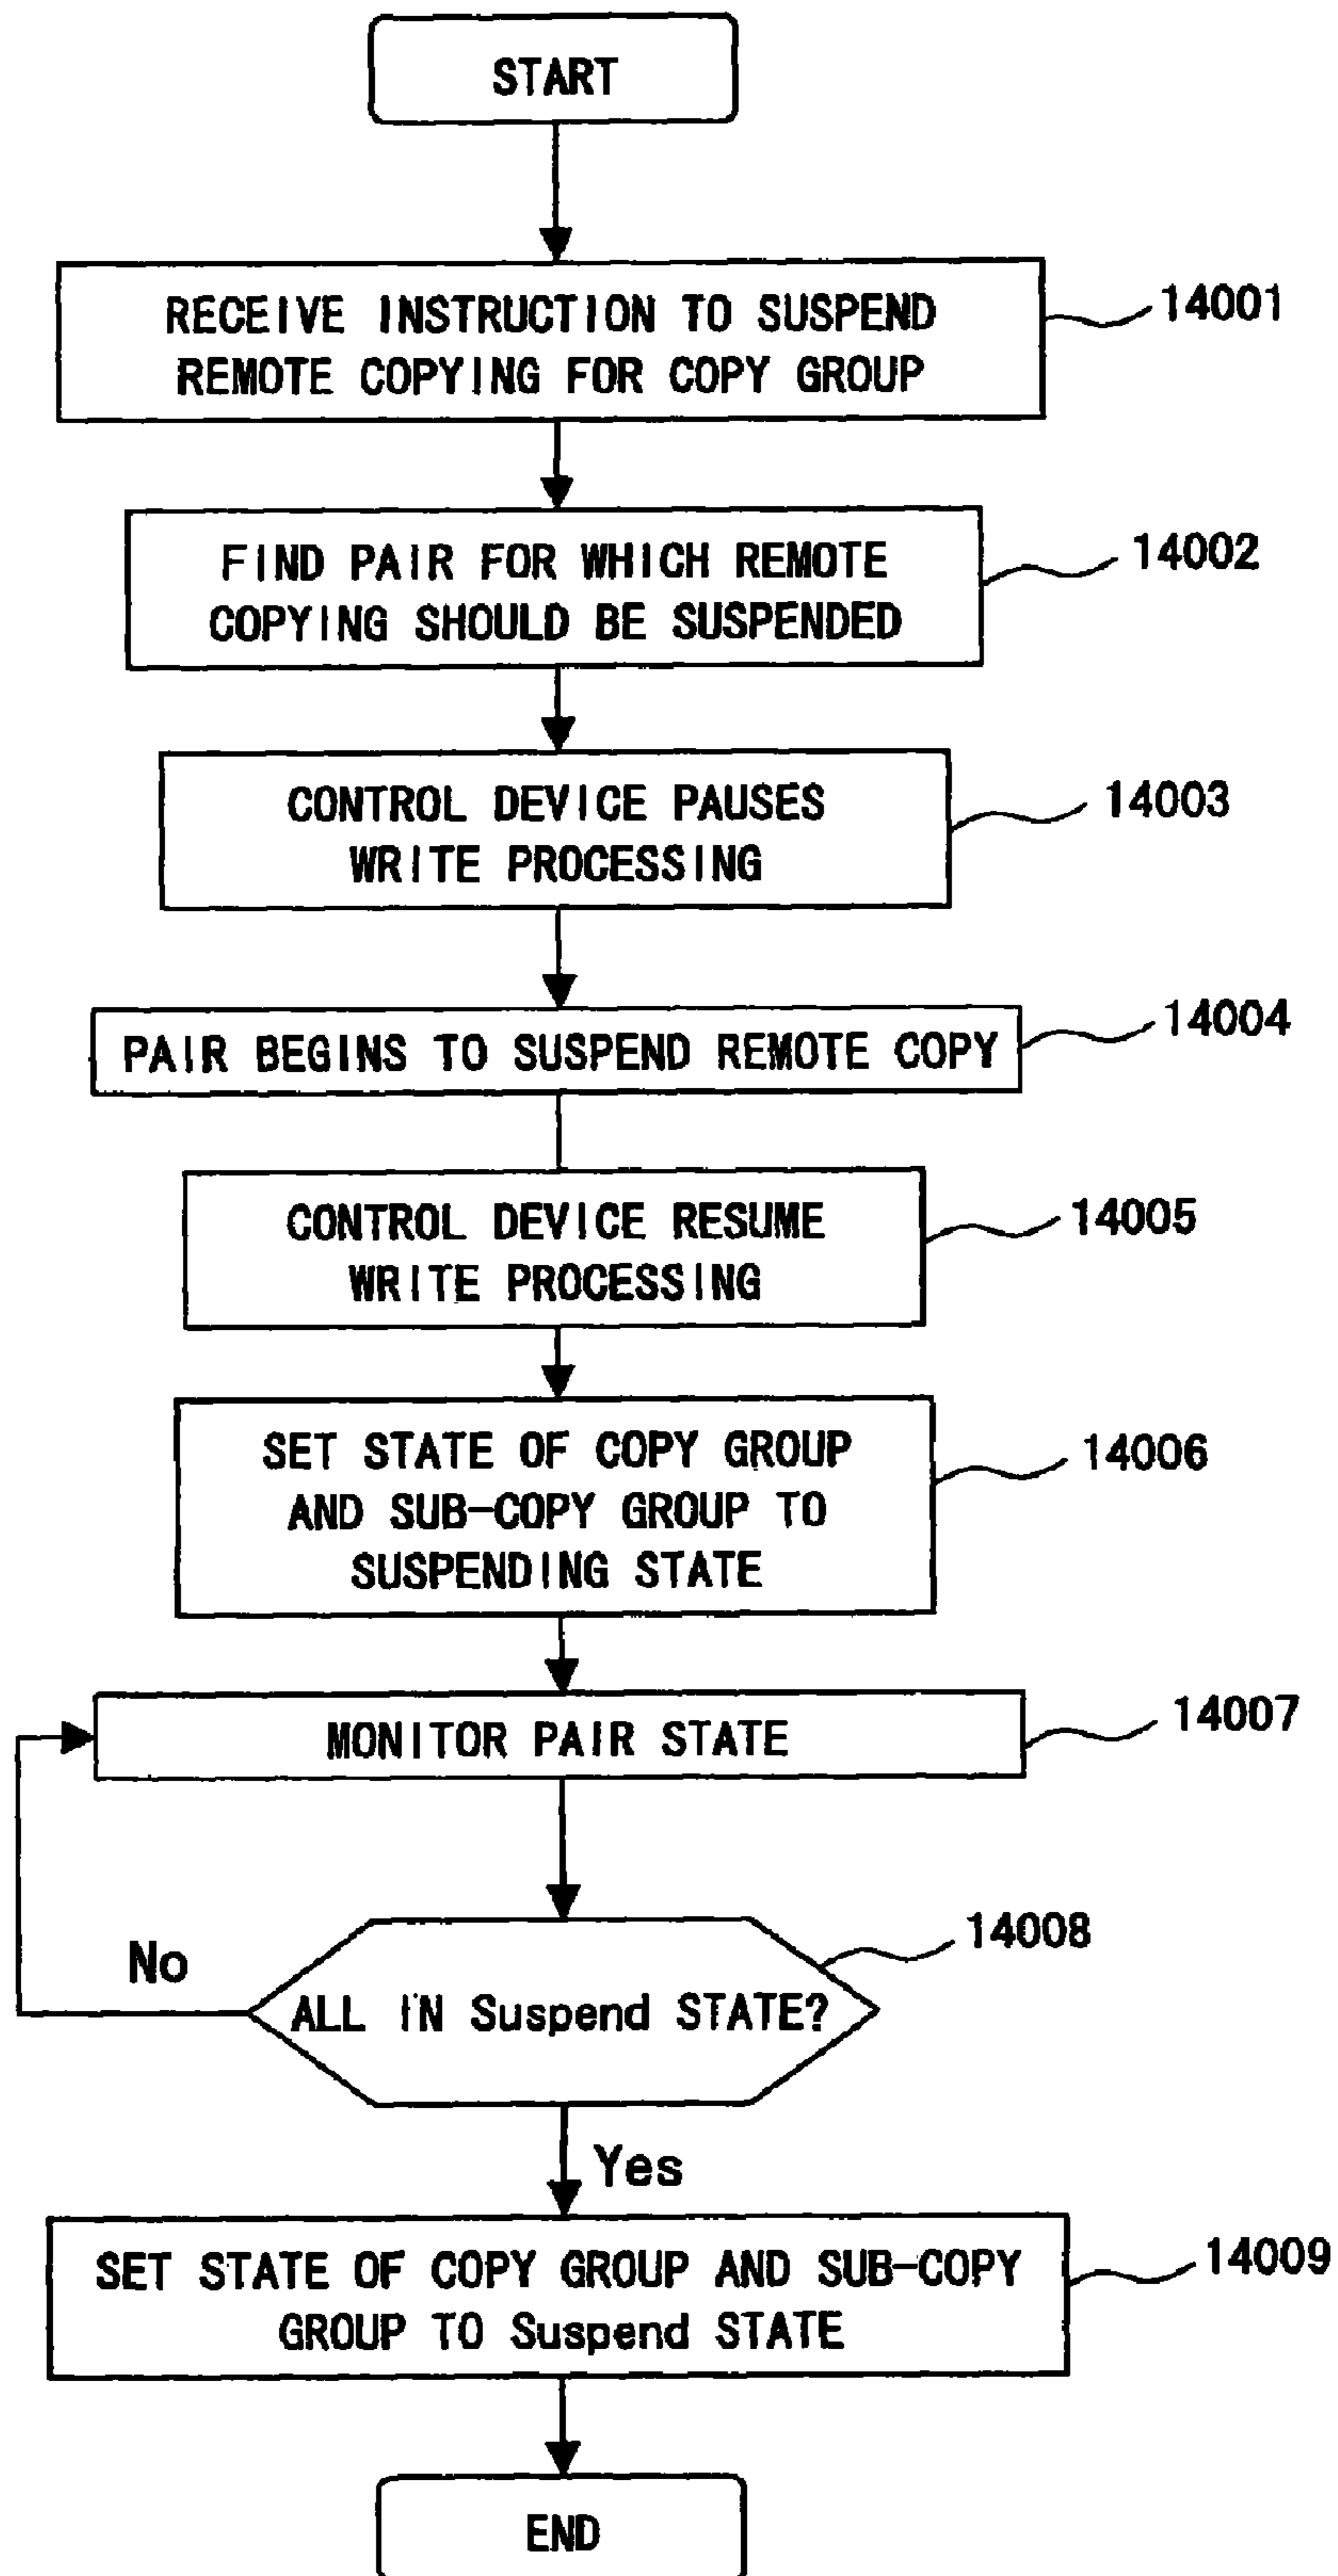 START
RECEIVE INSTRUCTION TO SUSPEND
REMOTE COPYING FOR COPY GROUP
14001
FIND PAIR FOR WHICH REMOTE
COPYING SHOULD BE SUSPENDED
14002
CONTROL DEVICE PAUSES
WRITE PROCESSING
14003
PAIR BEGINS TO SUSPEND REMOTE COPY
14004
CONTROL DEVICE RESUME
WRITE PROCESSING
14005
SET STATE OF COPY GROUP
AND SUB-COPY GROUP TO
SUSPENDING STATE
14006
MONITOR PAIR STATE
14007
ALL IN Suspend STATE?
14008
No
Yes
SET STATE OF COPY GROUP AND SUB-COPY
GROUP TO Suspend STATE
14009
END